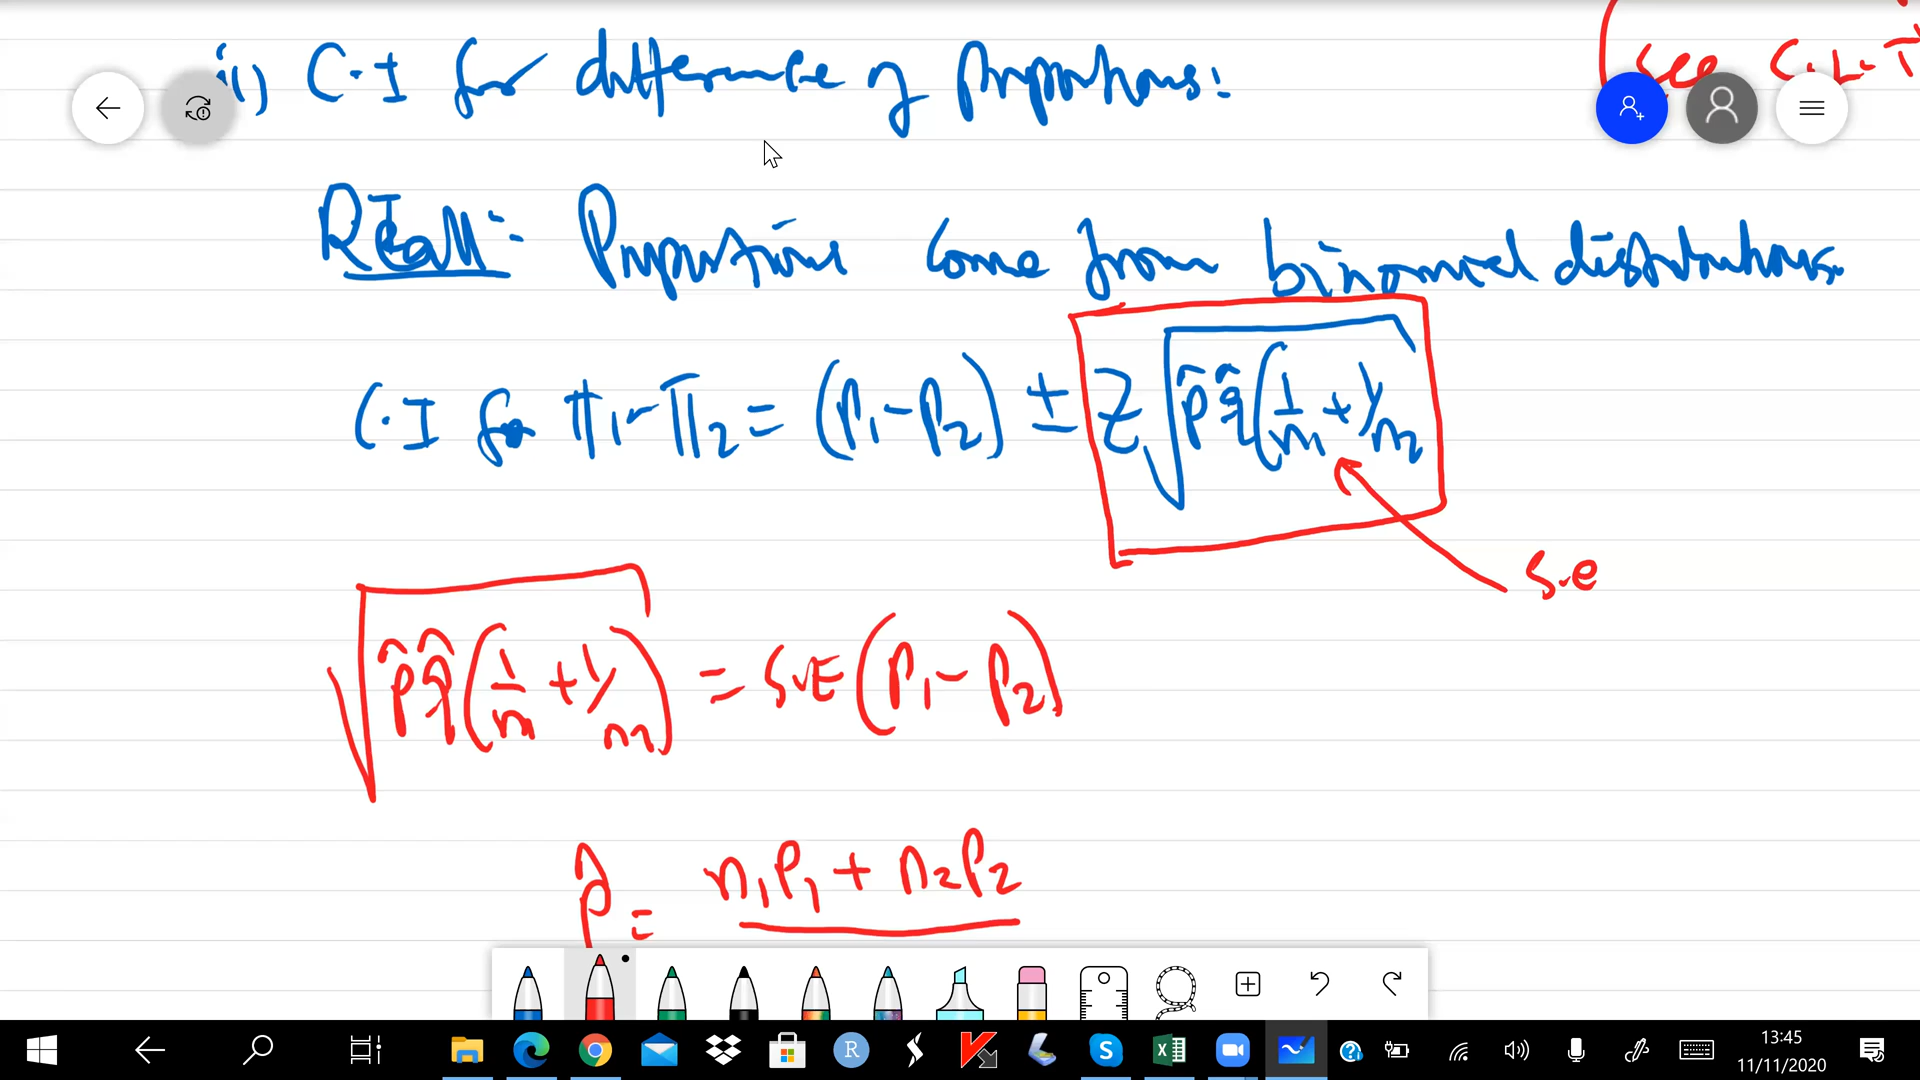 ii) C.I for difference of proportions:
(see C.L.T
Recall: Proportions come from binomial distributions.
C.I for π₁-π₂ = (P₁-P₂) ± Z√p̂q̂(1/n₁ + 1/n₂
S.e
√p̂q̂(1/n₁ + 1/n₂) = S.E(P₁-P₂)
p̂ = n₁P₁ + n₂P₂
13:45
11/11/2020